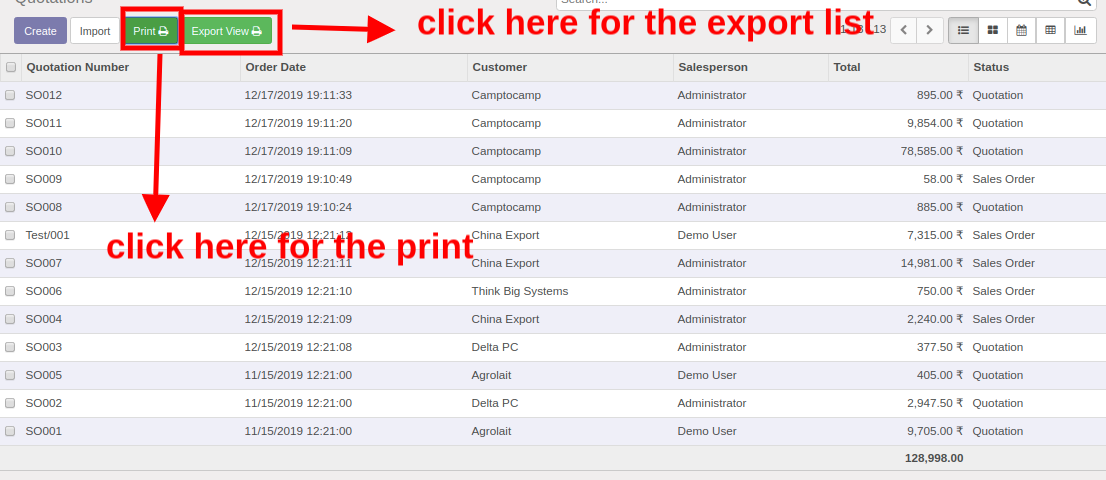 Quotations
Search...
click here for the export list
Create Import Print Export View
Quotation Number Order Date Customer Salesperson Total Status
SO012 12/17/2019 19:11:33 Camptocamp Administrator 895.00 ₹ Quotation
SO011 12/17/2019 19:11:20 Camptocamp Administrator 9,854.00 ₹ Quotation
SO010 12/17/2019 19:11:09 Camptocamp Administrator 78,585.00 ₹ Quotation
SO009 12/17/2019 19:10:49 Camptocamp Administrator 58.00 ₹ Sales Order
SO008 12/17/2019 19:10:24 Camptocamp Administrator 885.00 ₹ Quotation
Test/001 12/15/2019 12:21:12 China Export Demo User 7,315.00 ₹ Sales Order
click here for the print
SO007 12/15/2019 12:21:11 China Export Administrator 14,981.00 ₹ Sales Order
SO006 12/15/2019 12:21:10 Think Big Systems Administrator 750.00 ₹ Sales Order
SO004 12/15/2019 12:21:09 China Export Administrator 2,240.00 ₹ Sales Order
SO003 12/15/2019 12:21:08 Delta PC Administrator 377.50 ₹ Quotation
SO005 11/15/2019 12:21:00 Agrolait Demo User 405.00 ₹ Quotation
SO002 11/15/2019 12:21:00 Delta PC Administrator 2,947.50 ₹ Quotation
SO001 11/15/2019 12:21:00 Agrolait Demo User 9,705.00 ₹ Quotation
128,998.00